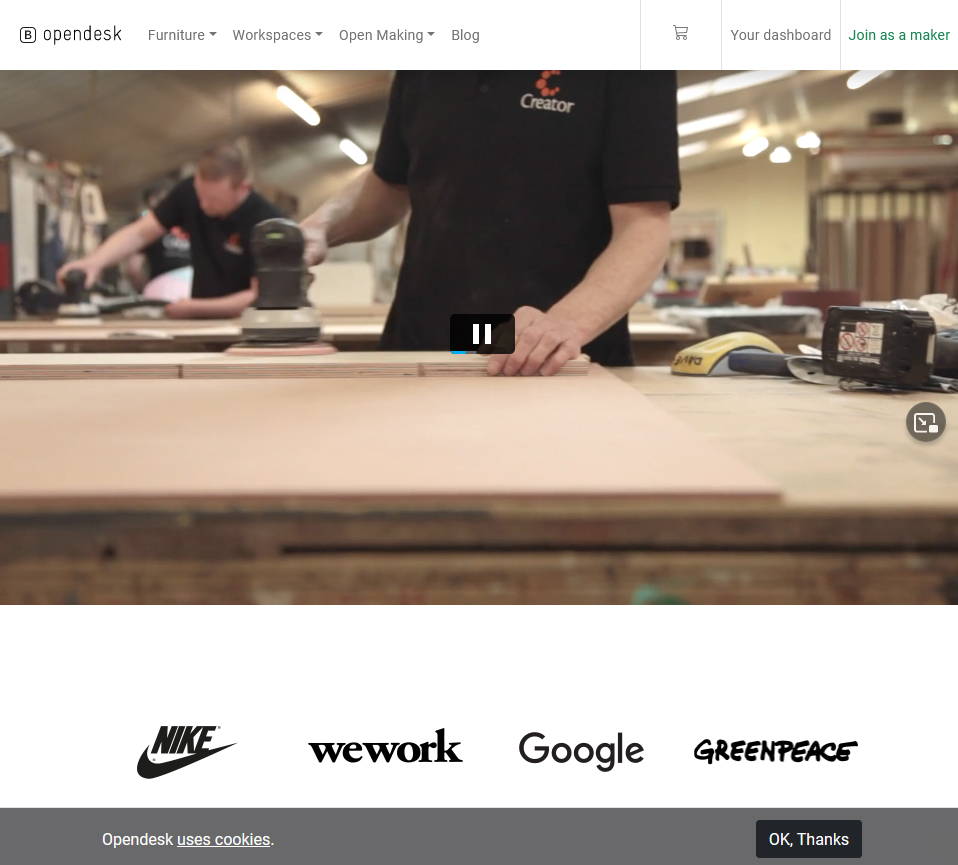 B opendesk Furniture Workspaces Open Making Blog Your dashboard Join as a maker
Creator
NIKE wework Google GREENPEACE
Opendesk uses cookies. OK, Thanks